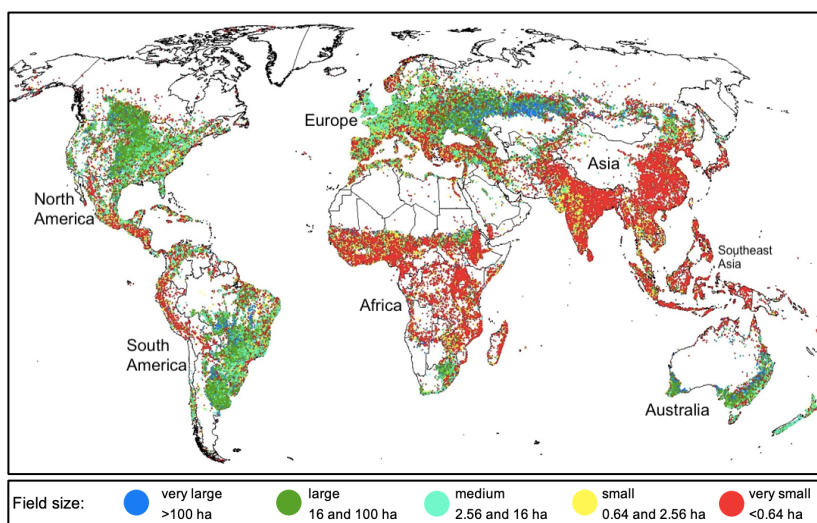 Europe
Asia
North
America
Southeast
Asia
Africa
South
America
Australia
Field size:
very large
>100 ha
large
16 and 100 ha
medium
2.56 and 16 ha
small
0.64 and 2.56 ha
very small
<0.64 ha